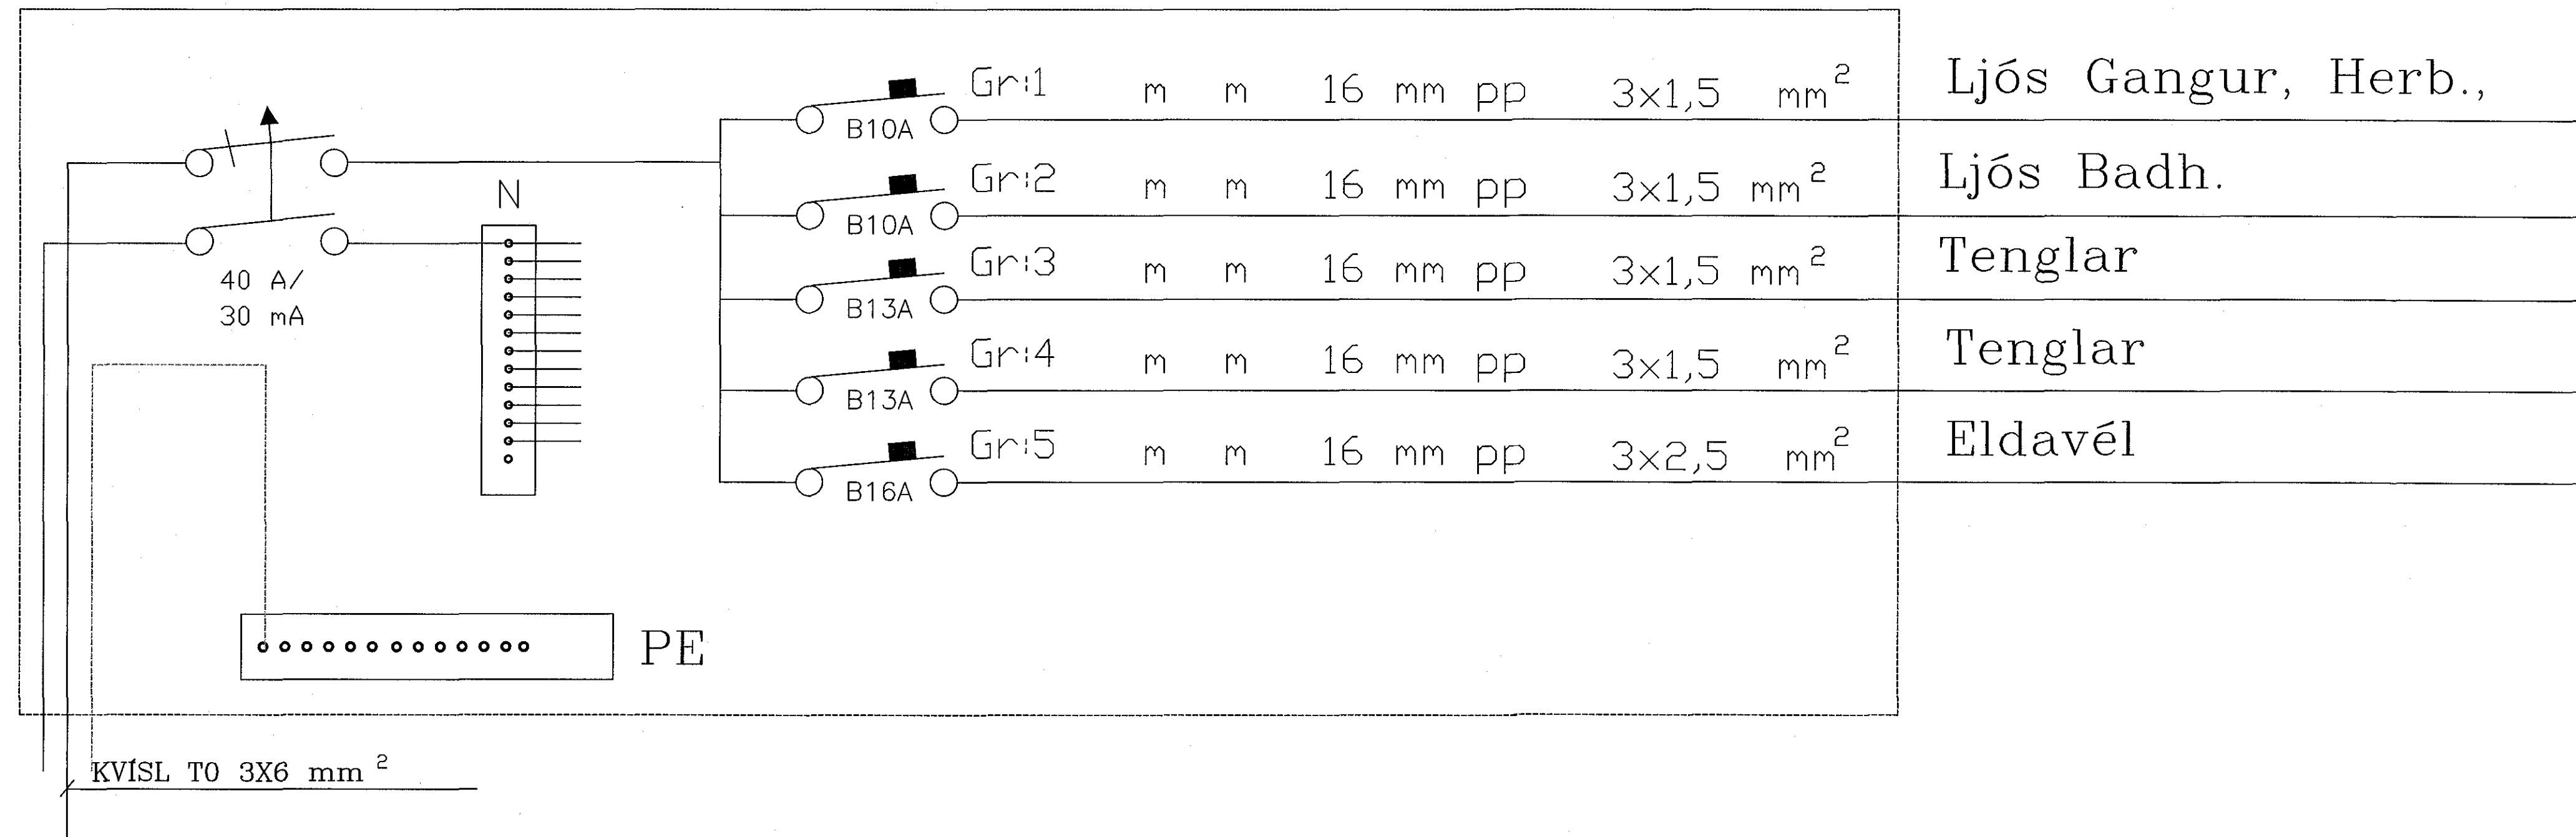 Gr:1 m m 16 mm pp 3x1,5 mm² Ljós Gangur, Herb.,
B10A
Gr:2 m m 16 mm pp 3x1,5 mm² Ljós Badh.
B10A
Gr:3 m m 16 mm pp 3x1,5 mm² Tenglar
B13A
Gr:4 m m 16 mm pp 3x1,5 mm² Tenglar
B13A
Gr:5 m m 16 mm pp 3x2,5 mm² Eldavél
B16A
N
40 A/
30 mA
PE
KVÍSL TO 3X6 mm²